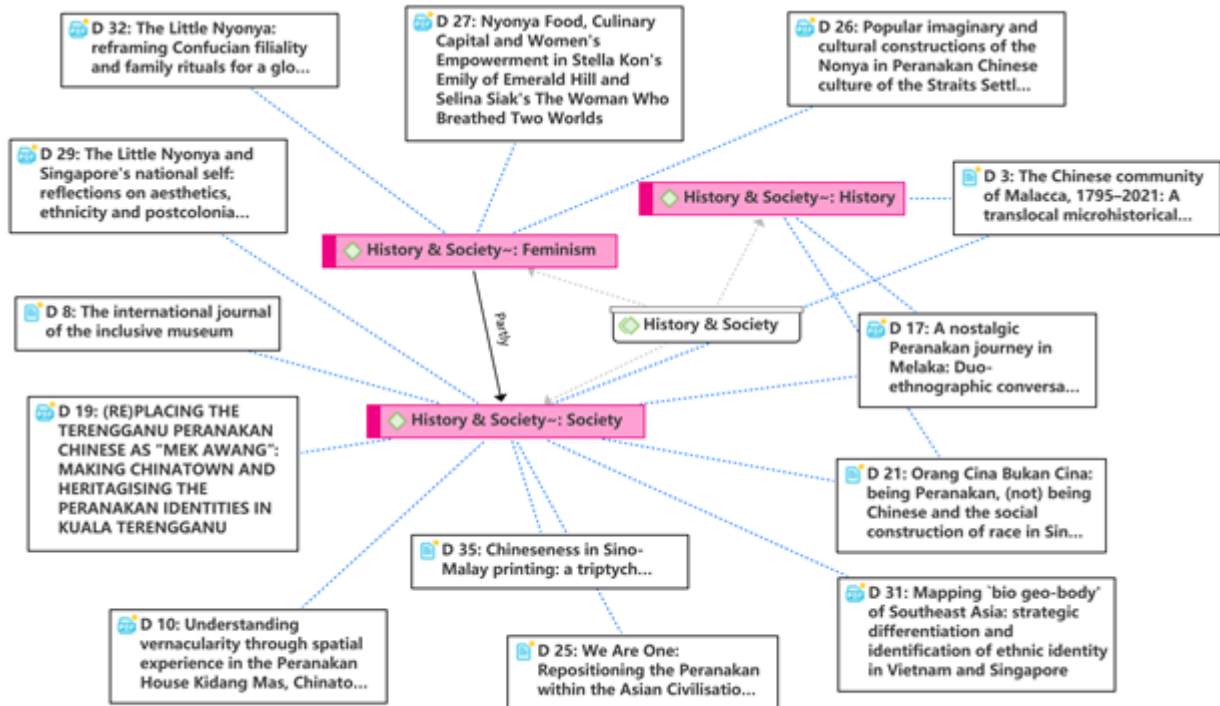 D 32: The Little Nyonya:
reframing Confucian filiality
and family rituals for a glo...
D 27: Nyonya Food, Culinary
Capital and Women's
Empowerment in Stella Kon's
Emily of Emerald Hill and
Selina Siak's The Woman Who
Breathed Two Worlds
D 26: Popular imaginary and
cultural constructions of the
Nonya in Peranakan Chinese
culture of the Straits Settl...
D 29: The Little Nyonya and
Singapore's national self:
reflections on aesthetics,
ethnicity and postcolonia...
D 3: The Chinese community
of Malacca, 1795–2021: A
translocal microhistorical...
History & Society~: History
History & Society~: Feminism
D 8: The international journal
of the inclusive museum
Partly
History & Society
D 17: A nostalgic
Peranakan journey in
Melaka: Duo-
ethnographic conversa...
D 19: (RE)PLACING THE
TERENGGANU PERANAKAN
CHINESE AS "MEK AWANG":
MAKING CHINATOWN AND
HERITAGISING THE
PERANAKAN IDENTITIES IN
KUALA TERENGGANU
History & Society~: Society
D 21: Orang Cina Bukan Cina:
being Peranakan, (not) being
Chinese and the social
construction of race in Sin...
D 35: Chineseness in Sino-
Malay printing: a triptych...
D 10: Understanding
vernacularity through spatial
experience in the Peranakan
House Kidang Mas, Chinato...
D 25: We Are One:
Repositioning the Peranakan
within the Asian Civilisatio...
D 31: Mapping `bio geo-body'
of Southeast Asia: strategic
differentiation and
identification of ethnic identity
in Vietnam and Singapore